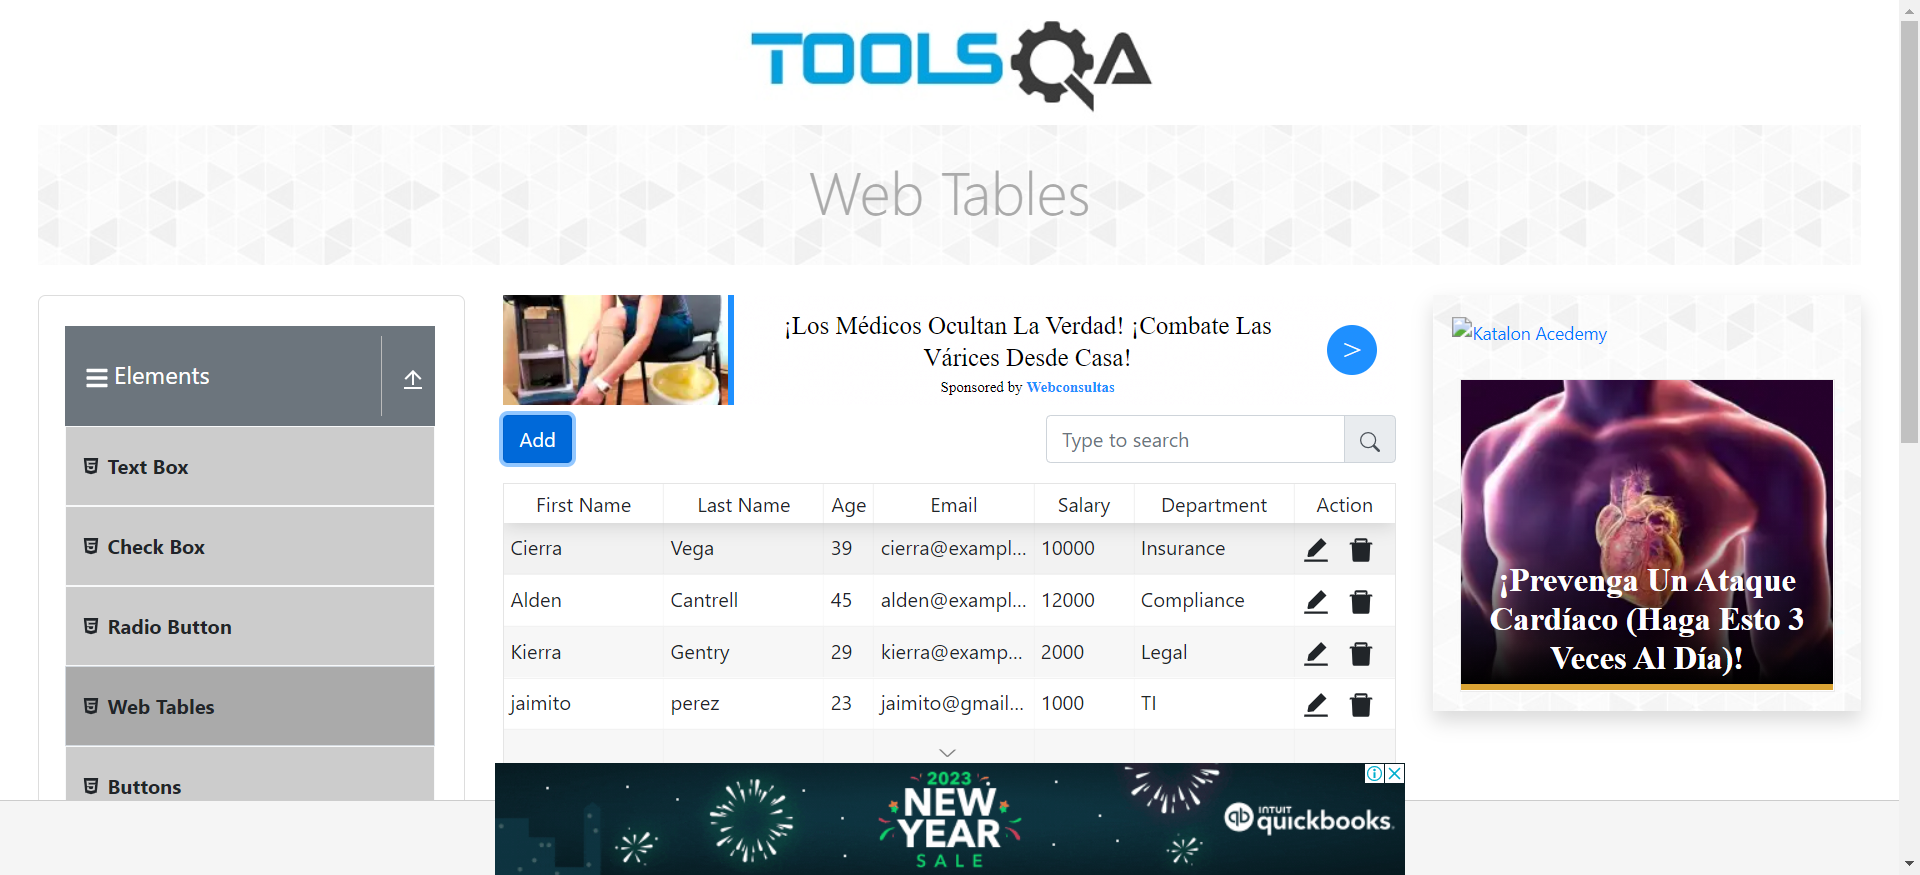 TOOLSQA
Web Tables
Elements
Text Box
Check Box
Radio Button
Web Tables
Buttons
¡Los Médicos Ocultan La Verdad! ¡Combate Las
Várices Desde Casa!
Sponsored by Webconsultas
>
Add
Type to search
First Name Last Name Age Email Salary Department Action
Cierra Vega 39 cierra@exampl... 10000 Insurance
Alden Cantrell 45 alden@exampl... 12000 Compliance
Kierra Gentry 29 kierra@examp... 2000 Legal
jaimito perez 23 jaimito@gmail... 1000 TI
Katalon Acedemy
¡Prevenga Un Ataque
Cardíaco (Haga Esto 3
Veces Al Día)!
2023
NEW
YEAR
SALE
qb INTUIT
quickbooks.